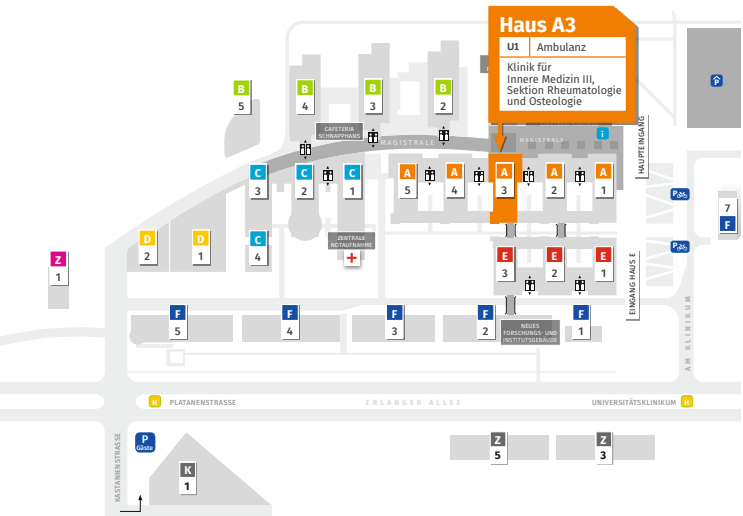 Haus A3
U1 Ambulanz
Klinik für
Innere Medizin III,
Sektion Rheumatologie
und Osteologie
P
B
5
B
4
B
3
B
2
CAFETERIA
SCHNAPPHANS
MAGISTRALE
MAGISTRALE
i
HAUPTEINGANG
C
3
C
2
C
1
A
5
A
4
A
3
A
2
A
1
P
7
F
D
2
D
1
C
4
ZENTRALE
NOTAUFNAHME
E
3
E
2
E
1
P
Z
1
EINGANG HAUS E
F
5
F
4
F
3
F
2
F
1
NEUES
FORSCHUNGS- UND
INSTITUTSGEBÄUDE
AM KLINIKUM
H PLATANENSTRASSE
ERLANGER ALLEE
UNIVERSITÄTSKLINIKUM H
KASTANIENSTRASSE
P
Gäste
K
1
Z
5
Z
3